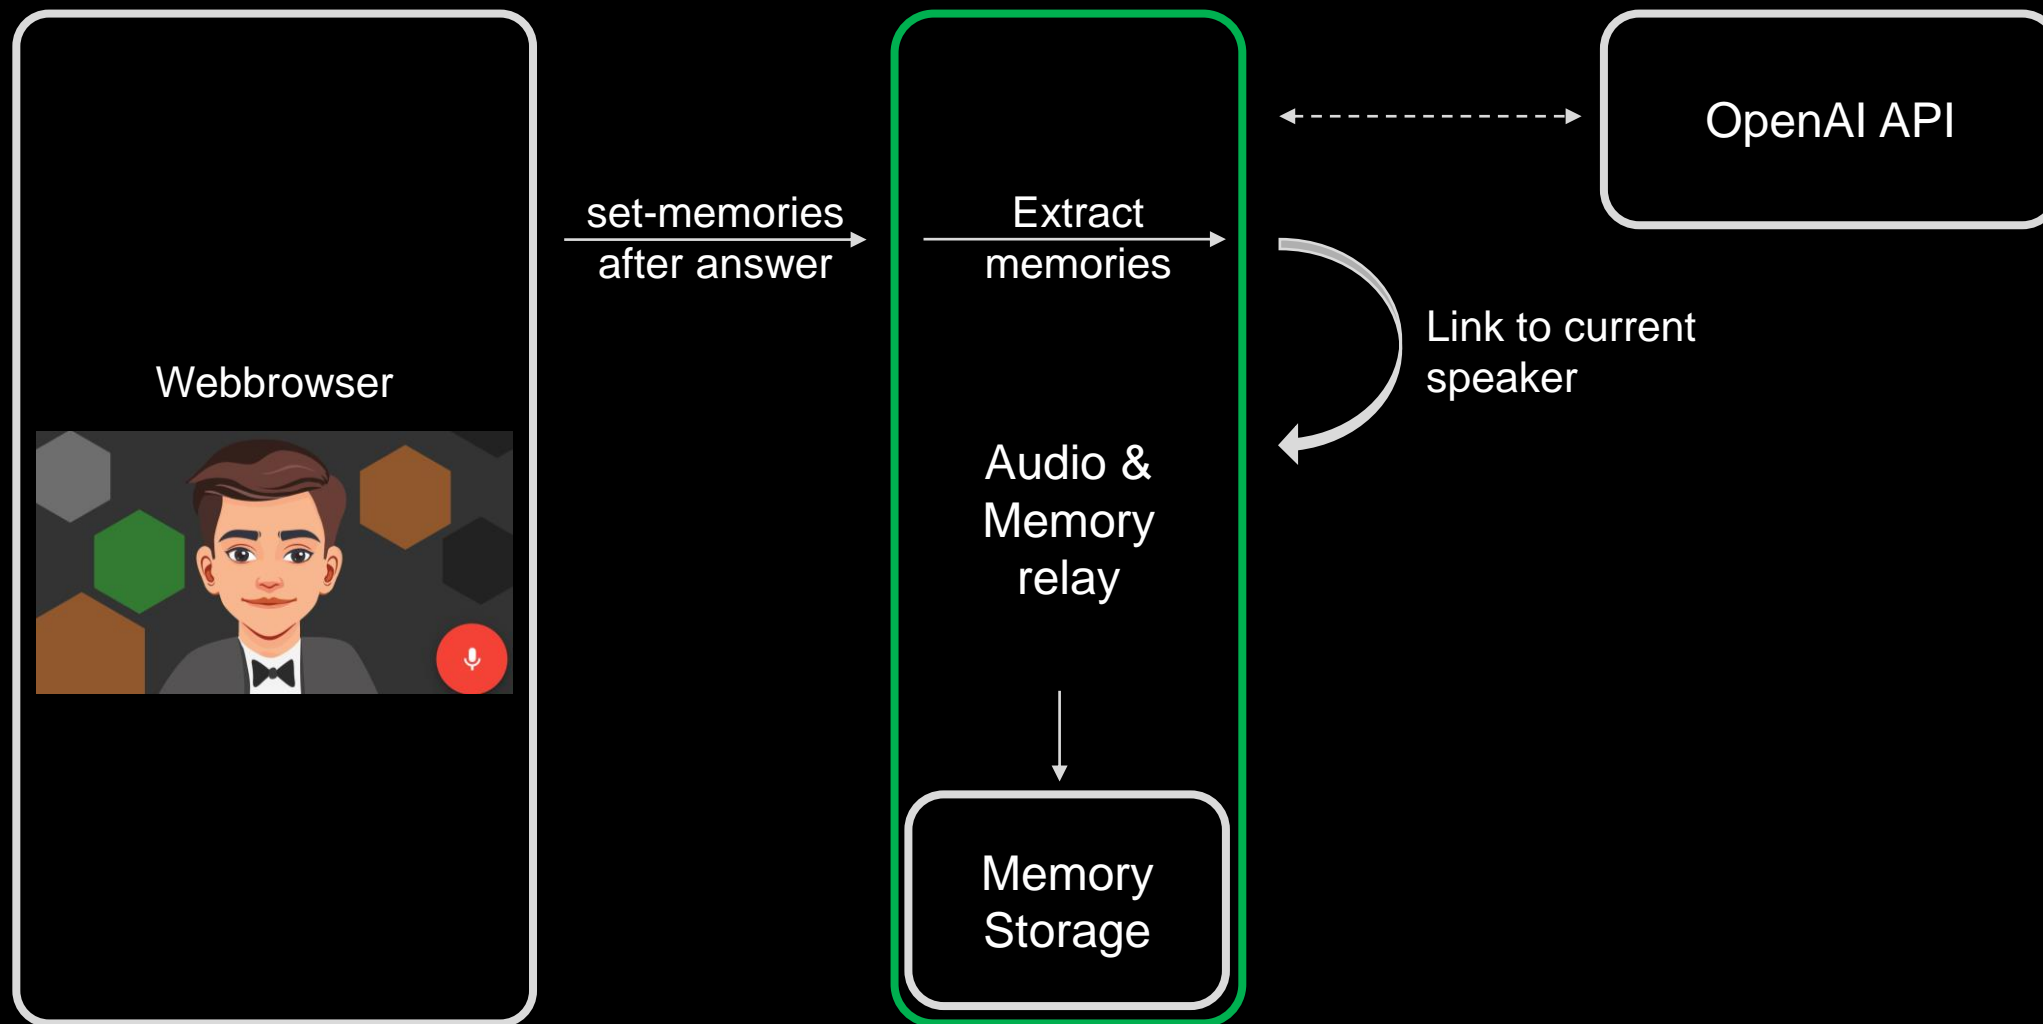 Webbrowser
set-memories
after answer
Extract
memories
Audio &
Memory
relay
Memory
Storage
OpenAI API
Link to current
speaker